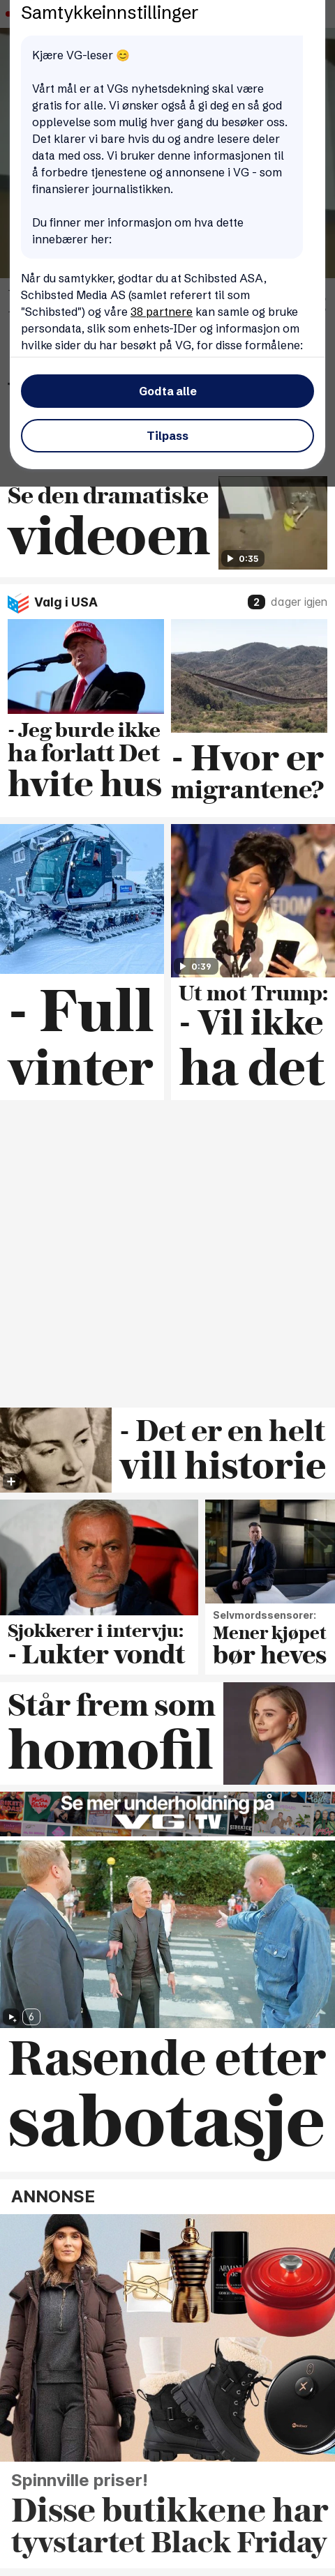 Samtykkeinnstillinger
Kjære VG-leser 😊
Vårt mål er at VGs nyhetsdekning skal være
gratis for alle. Vi ønsker også å gi deg en så god
opplevelse som mulig hver gang du besøker oss.
Det klarer vi bare hvis du og andre lesere deler
data med oss. Vi bruker denne informasjonen til
å forbedre tjenestene og annonsene i VG - som
finansierer journalistikken.
Du finner mer informasjon om hva dette
innebærer her:
Når du samtykker, godtar du at Schibsted ASA,
Schibsted Media AS (samlet referert til som
"Schibsted") og våre 38 partnere kan samle og bruke
persondata, slik som enhets-IDer og informasjon om
hvilke sider du har besøkt på VG, for disse formålene:
Godta alle
Tilpass
Se den dramatiske
videoen
0:35
Valg i USA
2 dager igjen
- Jeg burde ikke
ha forlatt Det
hvite hus
- Hvor er
migrantene?
- Full
vinter
0:39
Ut mot Trump:
- Vil ikke
ha det
- Det er en helt
vill historie
Sjokkerer i intervju:
- Lukter vondt
Selvmordssensorer:
Mener kjøpet
bør heves
Står frem som
homofil
Se mer underholdning på
VG TV
6
Rasende etter
sabotasje
ANNONSE
ARMANI
Spinnville priser!
Disse butikkene har
tyvstartet Black Friday